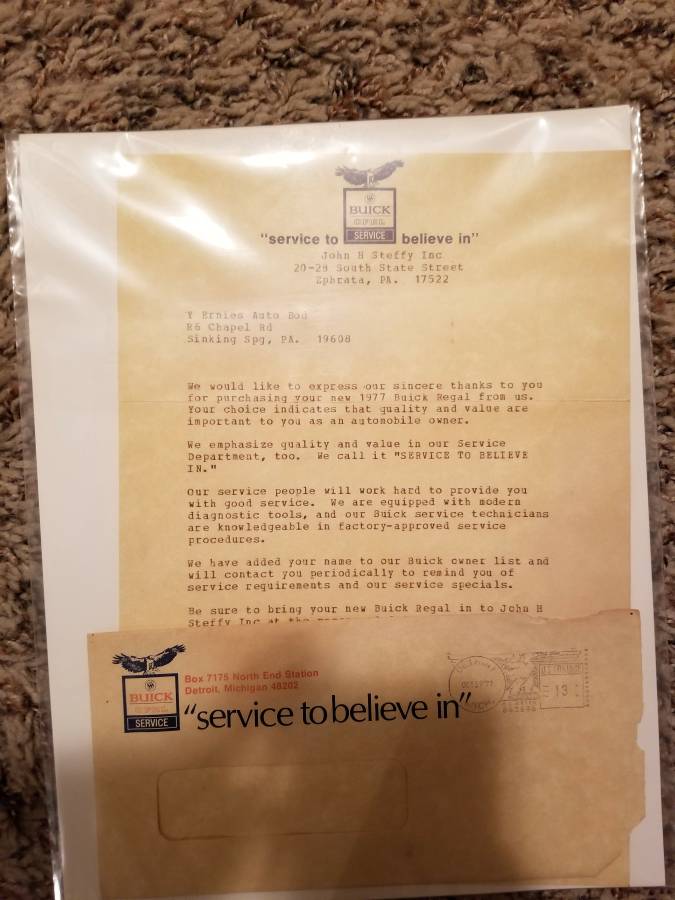 BUICK
OPEL
SERVICE
"service to believe in"
John H Steffy Inc
20-28 South State Street
Ephrata, PA. 17522
Y Ernies Auto Bod
R6 Chapel Rd
Sinking Spg, PA. 19608
We would like to express our sincere thanks to you
for purchasing your new 1977 Buick Regal from us.
Your choice indicates that quality and value are
important to you as an automobile owner.
We emphasize quality and value in our Service
Department, too. We call it "SERVICE TO BELIEVE
IN."
Our service people will work hard to provide you
with good service. We are equipped with modern
diagnostic tools, and our Buick service technicians
are knowledgeable in factory-approved service
procedures.
We have added your name to our Buick owner list and
will contact you periodically to remind you of
service requirements and our service specials.
Be sure to bring your new Buick Regal in to John H
Steffy Inc at the
Box 7175 North End Station
Detroit, Michigan 48202
BUICK
OPEL
SERVICE
"service to believe in"
13